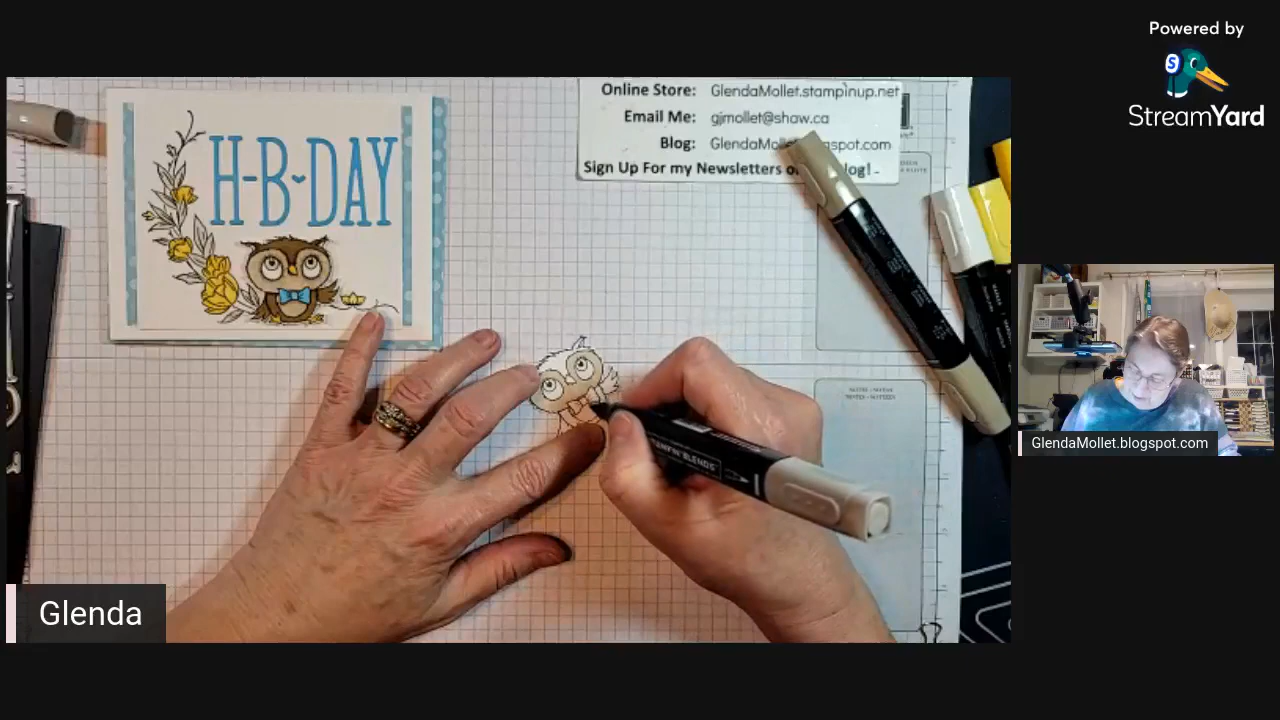 Powered by
StreamYard
Online Store: GlendaMollet.stampinup.net
Email Me: gjmollet@shaw.ca
Blog:
Sign Up For my Newsletters
H-B-DAY
STAMPIN' BLENDS
GlendaMollet.blogspot.com
Glenda